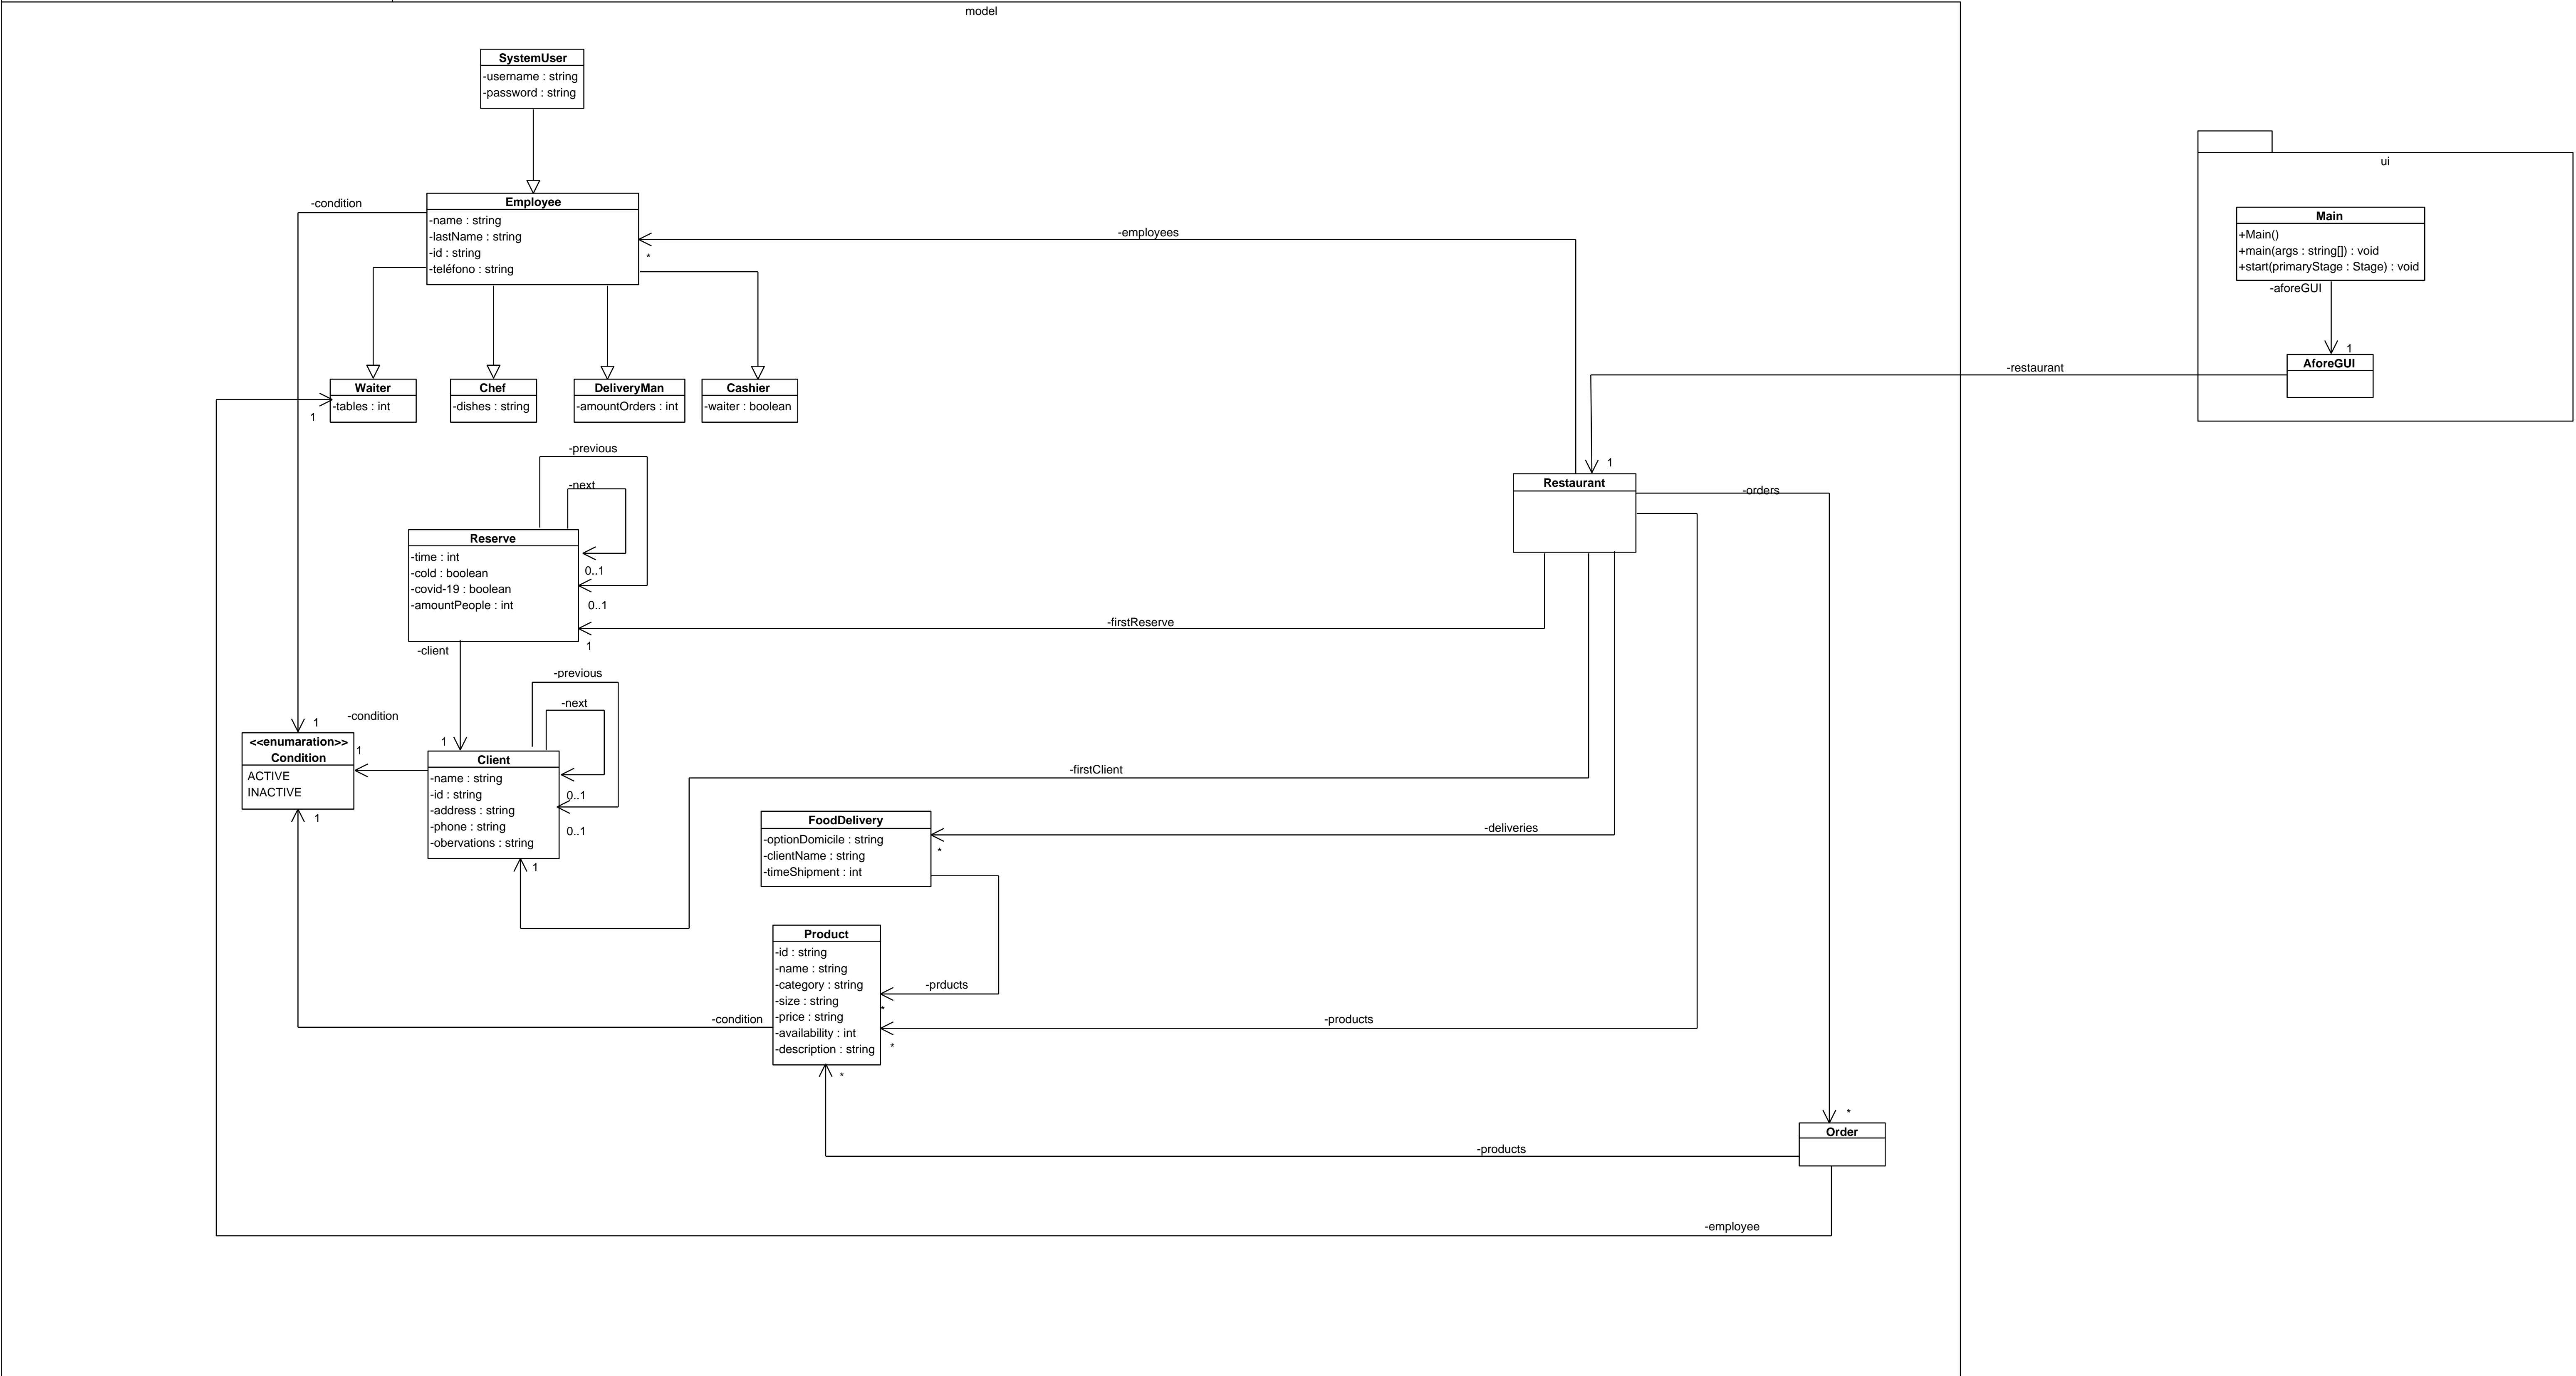 model
SystemUser
-username : string
-password : string
-condition
Employee
-name : string
-lastName : string
-id : string
-teléfono : string
-employees
*
Waiter
-tables : int
1
Chef
-dishes : string
DeliveryMan
-amountOrders : int
Cashier
-waiter : boolean
ui
Main
+Main()
+main(args : string[]) : void
+start(primaryStage : Stage) : void
-aforeGUI
1
AforeGUI
-restaurant
1
Restaurant
-orders
-previous
-next
Reserve
-time : int
-cold : boolean
-covid-19 : boolean
-amountPeople : int
0..1
0..1
-firstReserve
1
-client
-previous
-next
1
-condition
1
1
<<enumaration>>
Condition
ACTIVE
INACTIVE
1
Client
-name : string
-id : string
-address : string
-phone : string
-obervations : string
0..1
0..1
1
-firstClient
FoodDelivery
-optionDomicile : string
-clientName : string
-timeShipment : int
-deliveries
*
Product
-id : string
-name : string
-category : string
-size : string
-price : string
-availability : int
-description : string
-prducts
*
-condition
-products
*
*
*
Order
-products
-employee